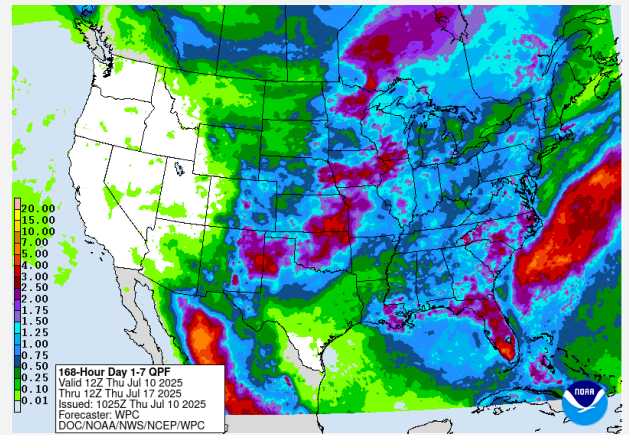 20.00
15.00
10.00
7.00
5.00
4.00
3.00
2.50
2.00
1.75
1.50
1.25
1.00
0.75
0.50
0.25
0.10
0.01
168-Hour Day 1-7 QPF
Valid 12Z Thu Jul 10 2025
Thru 12Z Thu Jul 17 2025
Issued: 1025Z Thu Jul 10 2025
Forecaster: WPC
DOC/NOAA/NWS/NCEP/WPC
NOAA